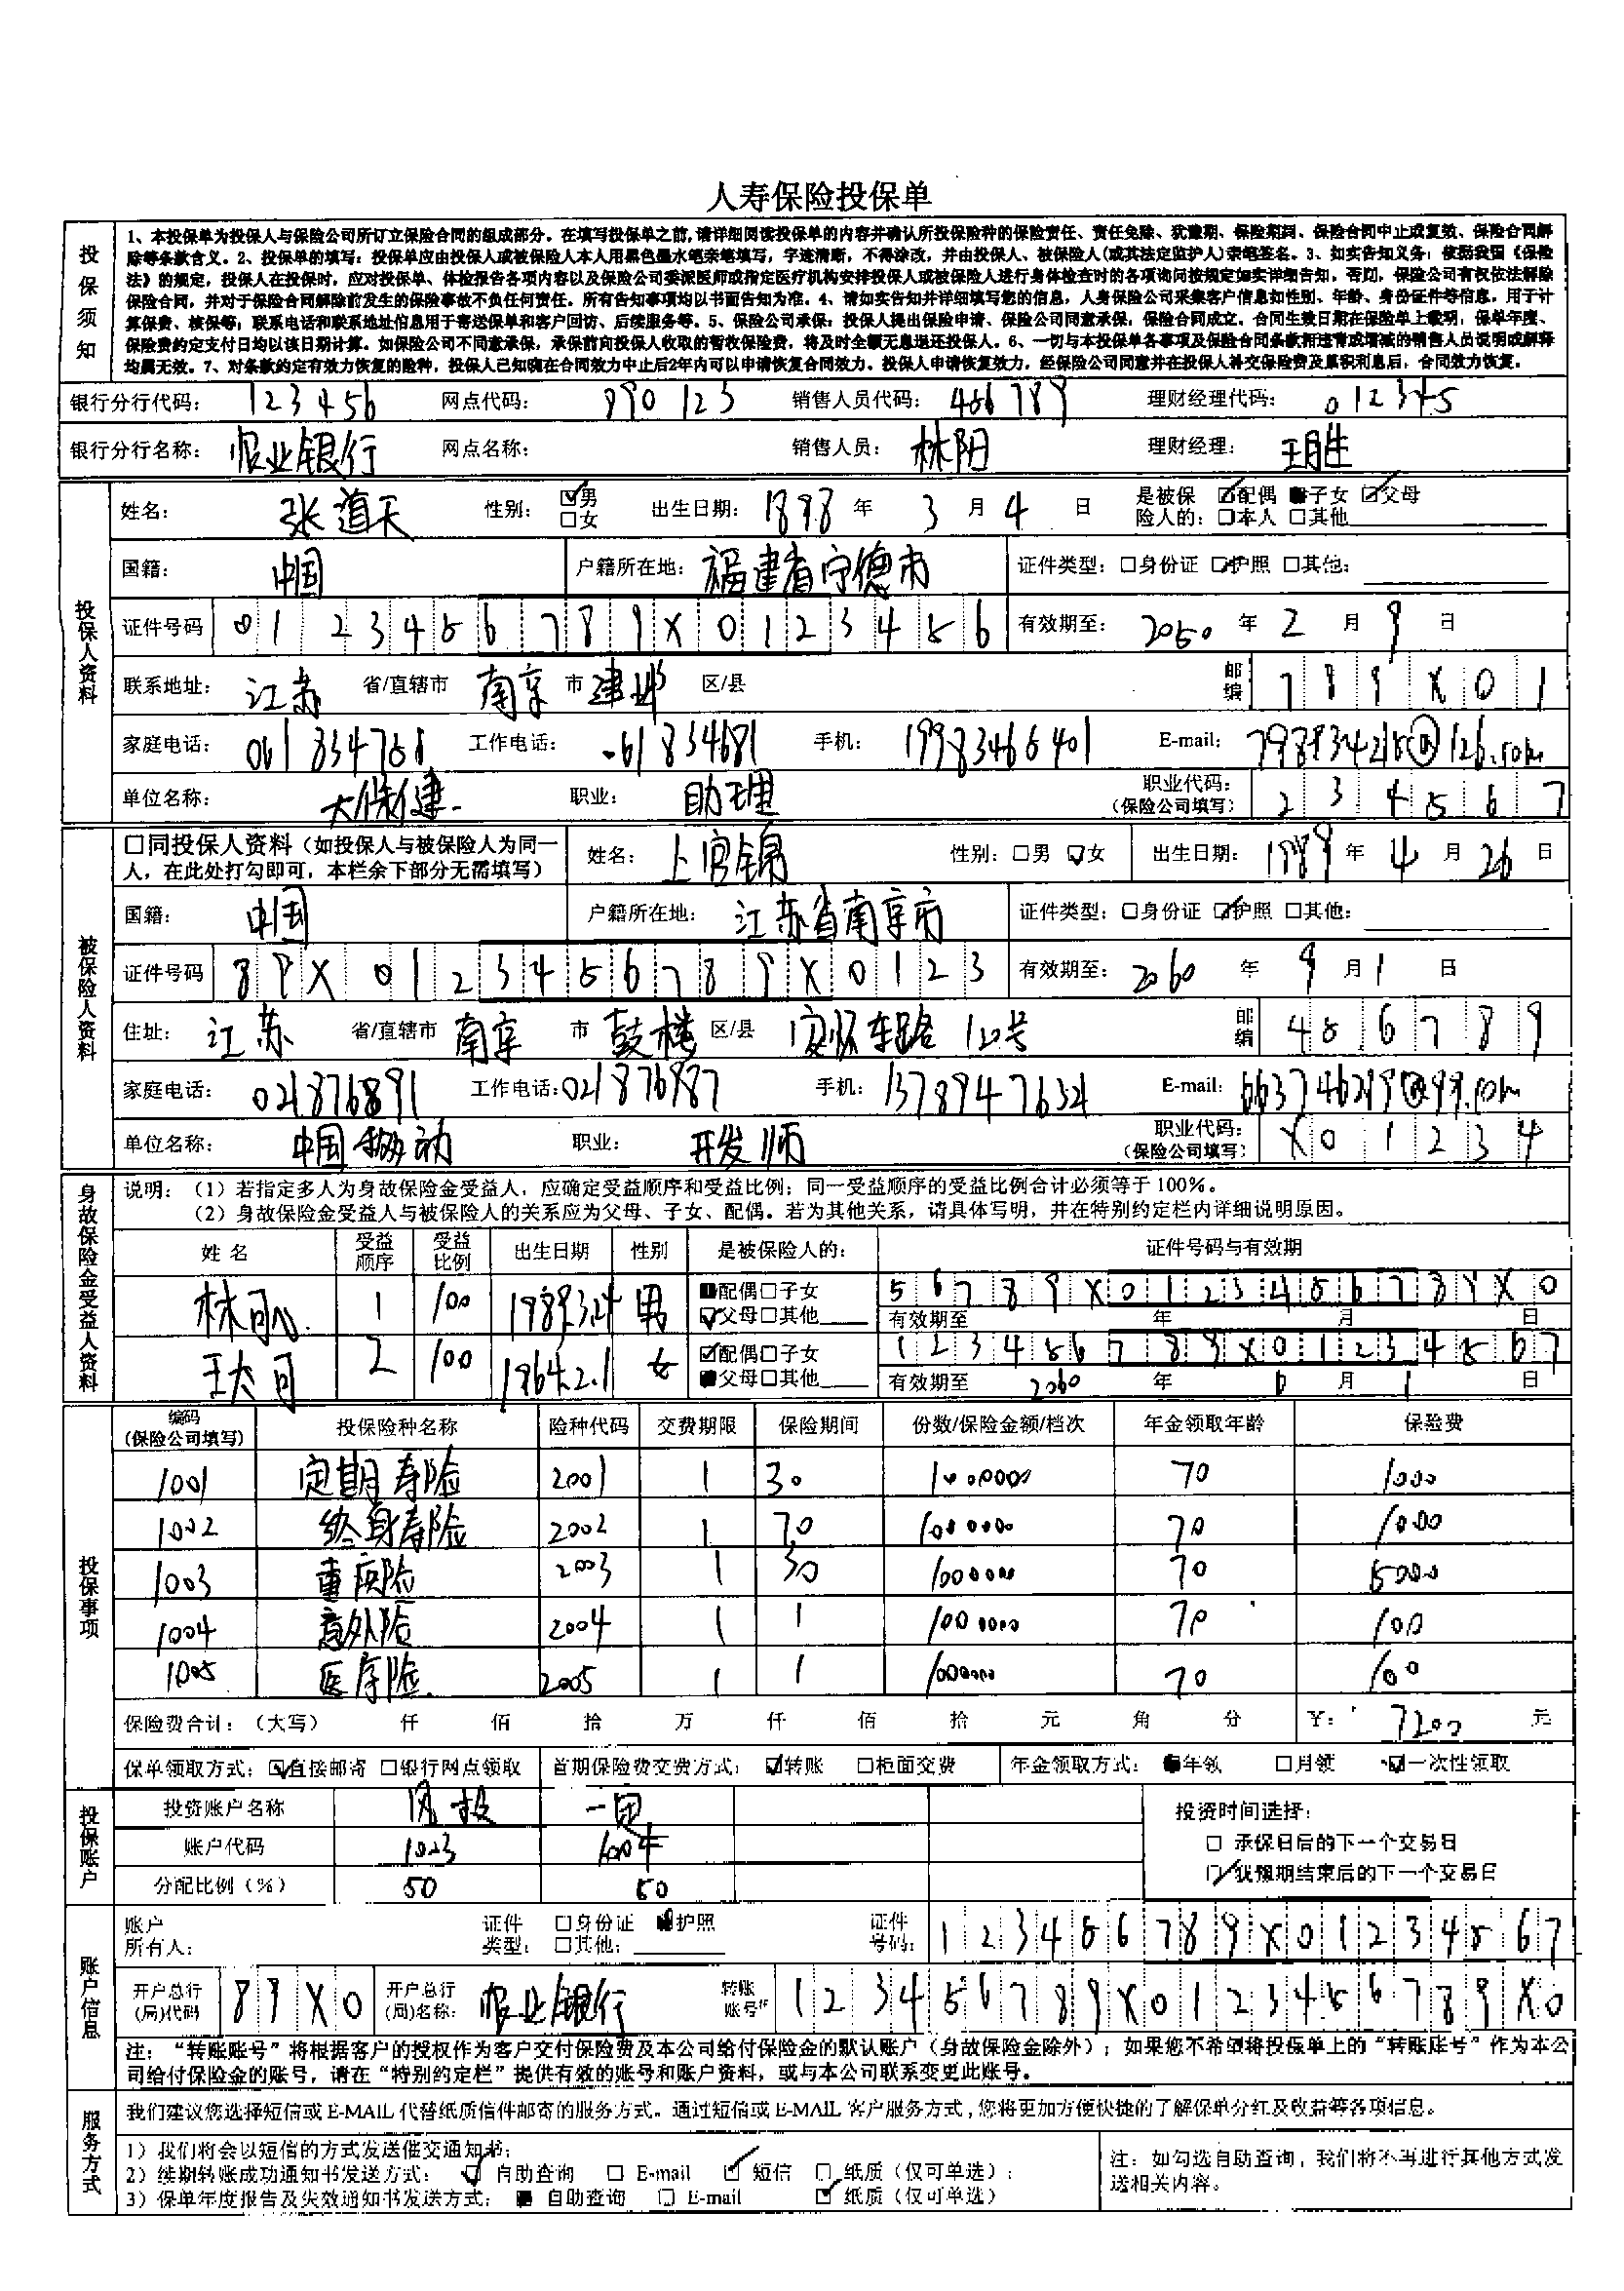 人寿保险投保单
投保须知
1、本投保单为投保人与保险公司所订立保险合同的组成部分。在填写投保单之前,请详细阅读投保单的内容并确认所投保险种的保险责任、责任免除、犹豫期、保险期间、保险合同中止或复效、保险合同解
除等条款含义。2、投保单的填写：投保单应由投保人或被保险人本人用黑色墨水笔亲笔填写，字迹清晰，不得涂改，并由投保人、被保险人(或其法定监护人)亲笔签名。3、如实告知义务：依据我国《保险
法》的规定，投保人在投保时，应对投保单、体检报告各项内容以及保险公司委派医师或指定医疗机构安排投保人或被保险人进行身体检查时的各项询问按规定如实详细告知，否则，保险公司有权依法解除
保险合同，并对于保险合同解除前发生的保险事故不负任何责任。所有告知事项均以书面告知为准。4、请如实告知并详细填写您的信息，人身保险公司采集客户信息如性别、年龄、身份证件等信息，用于计
算保费、核保等；联系电话和联系地址信息用于寄送保单和客户回访、后续服务等。5、保险公司承保：投保人提出保险申请、保险公司同意承保，保险合同成立。合同生效日期在保险单上载明，保单年度、
保险费约定支付日均以该日期计算。如保险公司不同意承保，承保前向投保人收取的暂收保险费，将及时全额无息退还投保人。6、一切与本投保单各事项及保险合同条款相违背或增减的销售人员说明或解释
均属无效。7、对条款约定有效力恢复的险种，投保人已知晓在合同效力中止后2年内可以申请恢复合同效力。投保人申请恢复效力，经保险公司同意并在投保人补交保险费及累积利息后，合同效力恢复。
银行分行代码： 123456 网点代码： 890123 销售人员代码： 456789 理财经理代码： 012345
银行分行名称： 农业银行 网点名称： 销售人员： 林阳 理财经理： 王月生
投保人资料
姓名： 张道天 性别： 男 女 出生日期： 1898 年 3 月 4 日 是被保险人的： 配偶 子女 父母 本人 其他
国籍： 中国 户籍所在地： 福建省宁德市 证件类型： 身份证 护照 其他：
证件号码 0123456789X0123456 有效期至： 2050 年 2 月 9 日
联系地址： 江苏 省/直辖市 南京 市 建邺 区/县 邮编 789X01
家庭电话： 工作电话： 手机： 19983466401 E-mail：
单位名称： 大保健 职业： 助理 职业代码：（保险公司填写） 234567
被保险人资料
同投保人资料（如投保人与被保险人为同一人，在此处打勾即可，本栏余下部分无需填写） 姓名： 上官锦 性别： 男 女 出生日期： 1989 年 4 月 26 日
国籍： 中国 户籍所在地： 江苏省南京市 证件类型： 身份证 护照 其他：
证件号码 89X0123456789X0123 有效期至： 2060 年 9 月 1 日
住址： 江苏 省/直辖市 南京 市 鼓楼 区/县 安怀东路 120号 邮编 456789
家庭电话： 021876891 工作电话： 021876987 手机： 13789476324 E-mail：
单位名称： 中国移动 职业： 开发师 职业代码：（保险公司填写） X01234
身故保险金受益人资料
说明：（1）若指定多人为身故保险金受益人，应确定受益顺序和受益比例；同一受益顺序的受益比例合计必须等于100%。
（2）身故保险金受益人与被保险人的关系应为父母、子女、配偶。若为其他关系，请具体写明，并在特别约定栏内详细说明原因。
姓 名 受益顺序 受益比例 出生日期 性别 是被保险人的： 证件号码与有效期
林可心 1 100 1989.3.24 男 配偶 子女 父母 其他 56789X0123456789X0
有效期至 年 月 日
王大可 2 100 1964.2.1 女 配偶 子女 父母 其他 123456789X01234567
有效期至 2060 年 月 1 日
投保事项
编码（保险公司填写） 投保险种名称 险种代码 交费期限 保险期间 份数/保险金额/档次 年金领取年龄 保险费
1001 定期寿险 2001 1 30 1000000 70 1000
1002 终身寿险 2002 1 70 1000000 70 1000
1003 重疾险 2003 1 30 1000000 70 5000
1004 意外险 2004 1 1 1000000 70 100
1005 医疗险 2005 1 1 1000000 70 100
保险费合计：（大写） 仟 佰 拾 万 仟 佰 拾 元 角 分 ￥： 7200 元
保单领取方式： 直接邮寄 银行网点领取 首期保险费交费方式： 转账 柜面交费 年金领取方式： 年领 月领 一次性领取
投保账户
投资账户名称 风投 一团 投资时间选择：
账户代码 1023 6004 承保日后的下一个交易日
分配比例（%） 50 50 犹豫期结束后的下一个交易日
账户信息
账户所有人： 证件类型： 身份证 护照 其他： 证件号码： 123456789X01234567
开户总行(局)代码 89X0 开户总行(局)名称： 农业银行 转账账号 123456789X0123456789X0
注：“转账账号”将根据客户的授权作为客户交付保险费及本公司给付保险金的默认账户（身故保险金除外）；如果您不希望将投保单上的“转账账号”作为本公
司给付保险金的账号，请在“特别约定栏”提供有效的账号和账户资料，或与本公司联系变更此账号。
服务方式
我们建议您选择短信或E-MAIL代替纸质信件邮寄的服务方式。通过短信或E-MAIL客户服务方式，您将更加方便快捷的了解保单分红及收益等各项信息。
1）我们将会以短信的方式发送催交通知书；
2）续期转账成功通知书发送方式： 自助查询 E-mail 短信 纸质（仅可单选）；
3）保单年度报告及失效通知书发送方式： 自助查询 E-mail 纸质（仅可单选）
注：如勾选自助查询，我们将不再进行其他方式发
送相关内容。